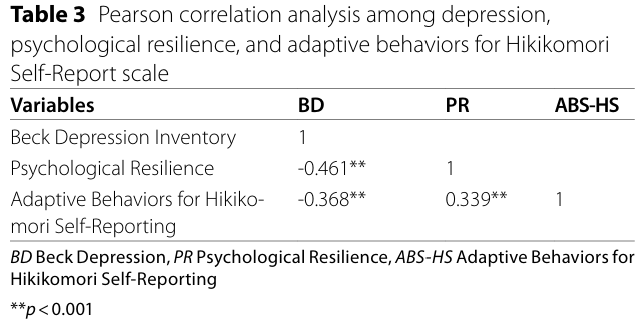 Table 3 Pearson correlation analysis among depression,
psychological resilience, and adaptive behaviors for Hikikomori
Self-Report scale
Variables BD PR ABS-HS
Beck Depression Inventory 1
Psychological Resilience -0.461** 1
Adaptive Behaviors for Hikiko- -0.368** 0.339** 1
mori Self-Reporting
BD Beck Depression, PR Psychological Resilience, ABS-HS Adaptive Behaviors for
Hikikomori Self-Reporting
**p < 0.001